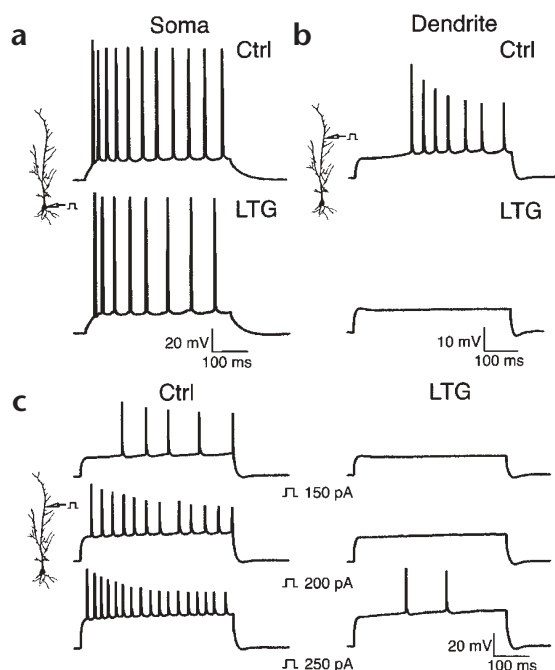 a
Soma
Ctrl
LTG
20 mV
100 ms
b
Dendrite
Ctrl
LTG
10 mV
100 ms
c
Ctrl
LTG
150 pA
200 pA
250 pA
20 mV
100 ms